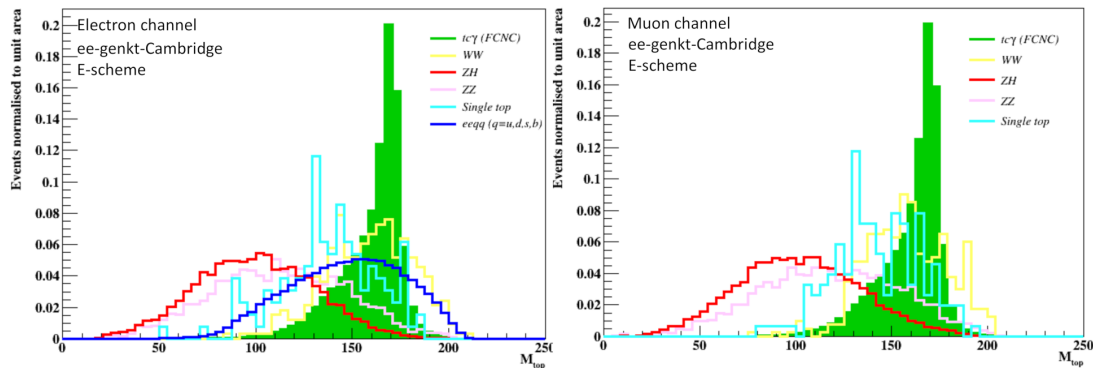 Electron channel
ee-genkt-Cambridge
E-scheme
Events normalised to unit area
0.2
0.18
0.16
0.14
0.12
0.1
0.08
0.06
0.04
0.02
0
tcγ (FCNC)
WW
ZH
ZZ
Single top
eeqq (q=u,d,s,b)
0 50 100 150 200 250
M_top
Muon channel
ee-genkt-Cambridge
E-scheme
Events normalised to unit area
0.2
0.18
0.16
0.14
0.12
0.1
0.08
0.06
0.04
0.02
0
tcγ (FCNC)
WW
ZH
ZZ
Single top
0 50 100 150 200 250
M_top